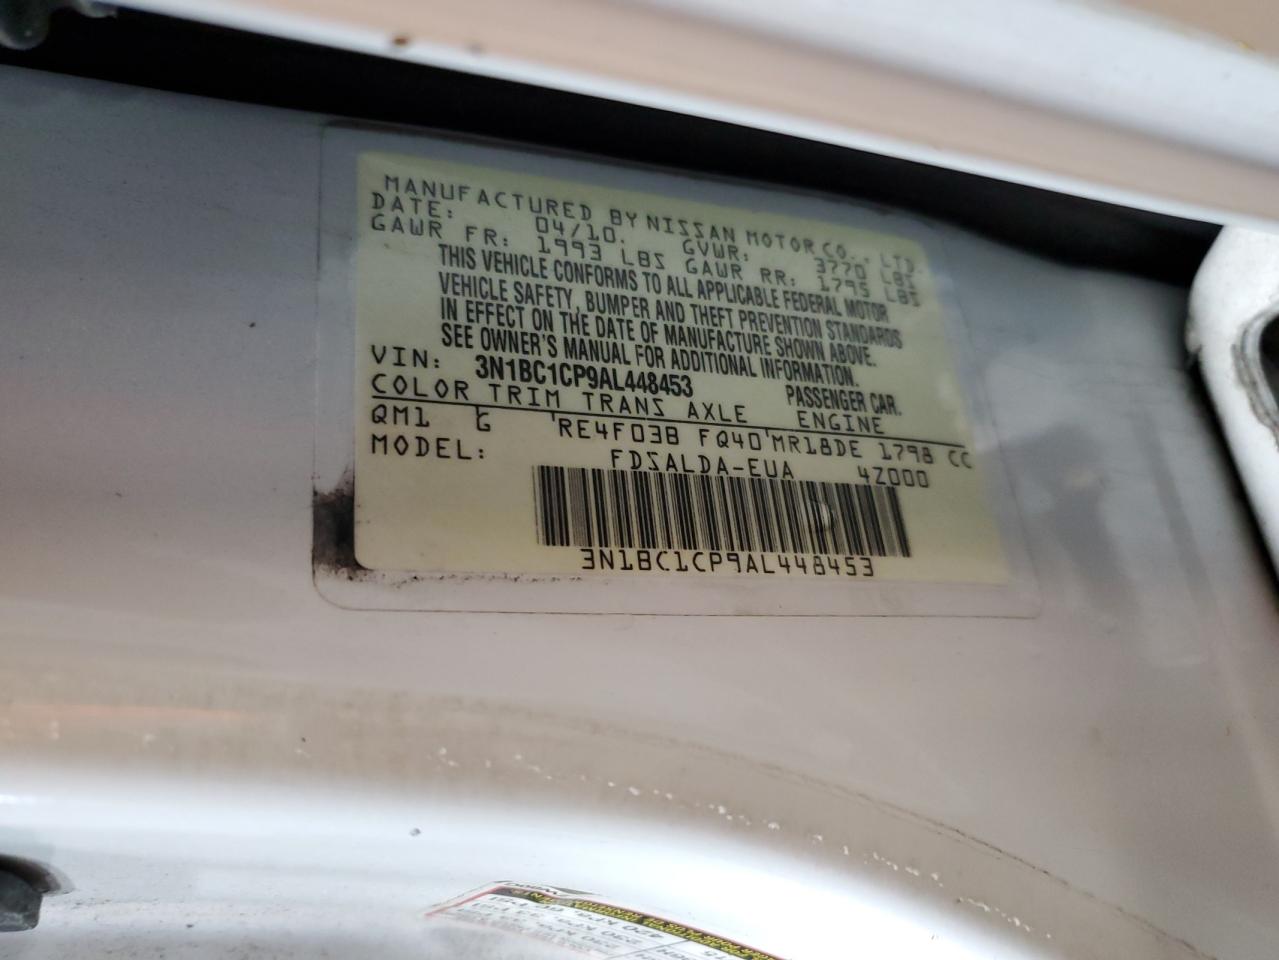 MANUFACTURED BY NISSAN MOTOR CO., LTD.
DATE: 04/10. GVWR: 3770 LBS
GAWR FR: 1993 LBS GAWR RR: 1795 LBS
THIS VEHICLE CONFORMS TO ALL APPLICABLE FEDERAL MOTOR
VEHICLE SAFETY, BUMPER AND THEFT PREVENTION STANDARDS
IN EFFECT ON THE DATE OF MANUFACTURE SHOWN ABOVE.
SEE OWNER'S MANUAL FOR ADDITIONAL INFORMATION.
VIN: 3N1BC1CP9AL448453 PASSENGER CAR.
COLOR TRIM TRANS AXLE ENGINE
QM1 G RE4F03B FQ40 MR18DE 1798 CC
MODEL: FDSALDA-EUA 4Z000
3N1BC1CP9AL448453